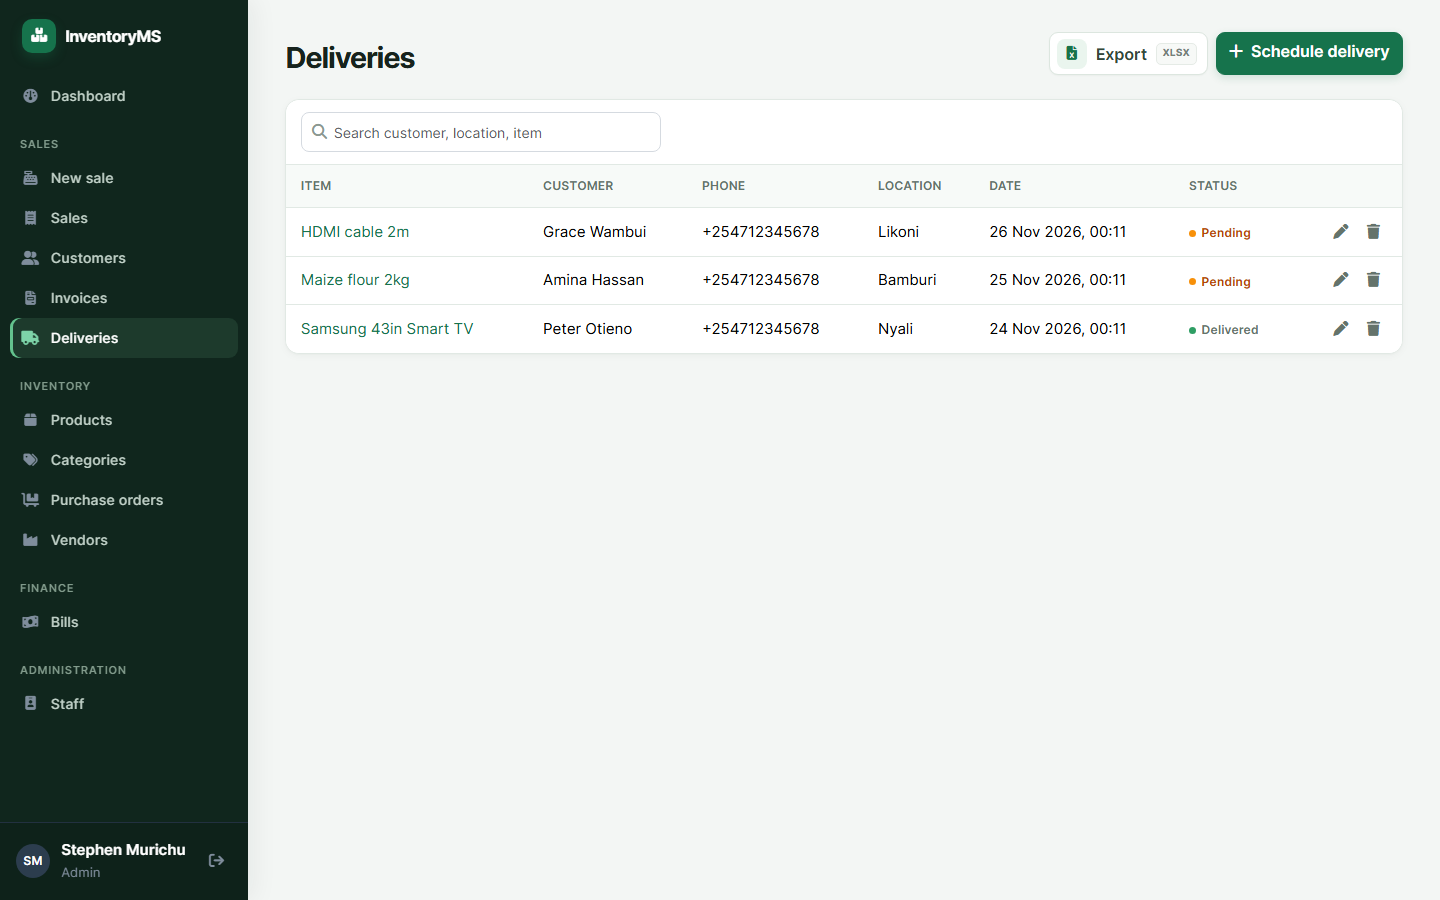 InventoryMS
Dashboard
SALES
New sale
Sales
Customers
Invoices
Deliveries
INVENTORY
Products
Categories
Purchase orders
Vendors
FINANCE
Bills
ADMINISTRATION
Staff
SM
Stephen Murichu
Admin
Deliveries
Export XLSX
Schedule delivery
Search customer, location, item
ITEM CUSTOMER PHONE LOCATION DATE STATUS
HDMI cable 2m Grace Wambui +254712345678 Likoni 26 Nov 2026, 00:11 Pending
Maize flour 2kg Amina Hassan +254712345678 Bamburi 25 Nov 2026, 00:11 Pending
Samsung 43in Smart TV Peter Otieno +254712345678 Nyali 24 Nov 2026, 00:11 Delivered